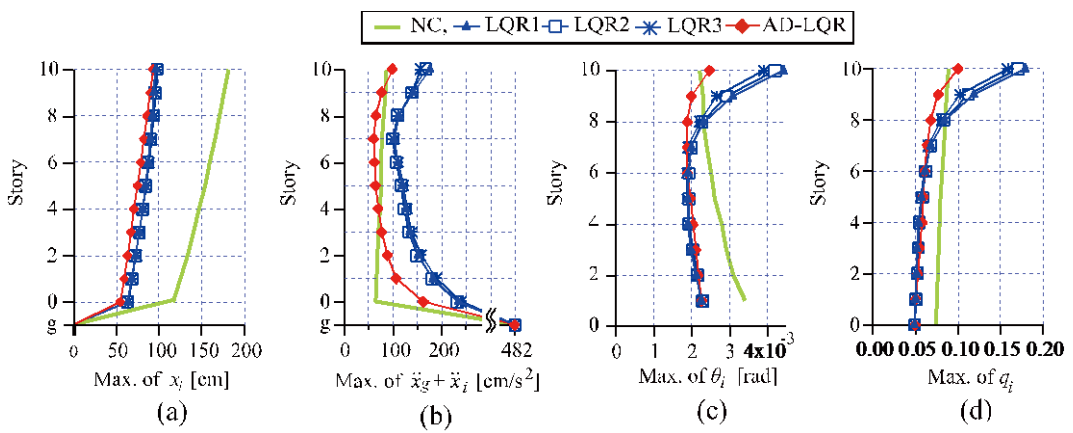 NC, LQR1 LQR2 LQR3 AD-LQR
Story
10
8
6
4
2
0
g
0 50 100 150 200
Max. of xᵢ [cm]
(a)
Story
10
8
6
4
2
0
g
0 100 200 482
Max. of ẍg + ẍᵢ [cm/s²]
(b)
Story
10
8
6
4
2
0
0 1 2 3 4x10⁻³
Max. of θᵢ [rad]
(c)
Story
10
8
6
4
2
0
0.00 0.05 0.10 0.15 0.20
Max. of qᵢ
(d)